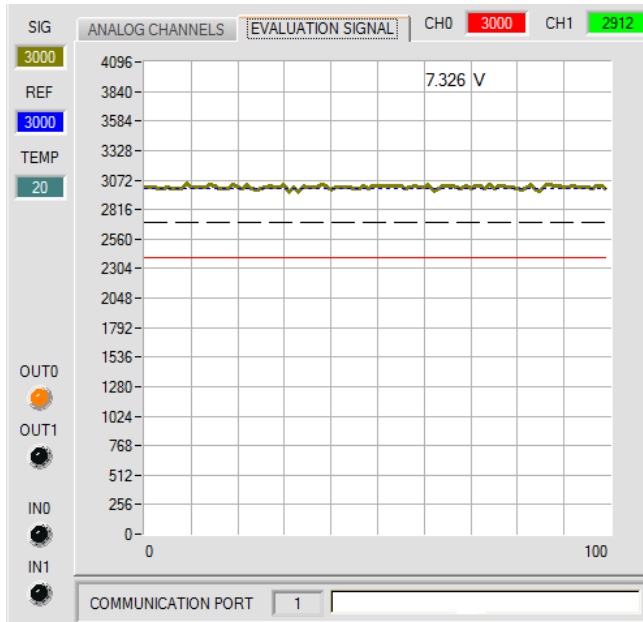 SIG ANALOG CHANNELS EVALUATION SIGNAL CH0 3000 CH1 2912
3000
REF
3000
TEMP
20
7.326 V
4096
3840
3584
3328
3072
2816
2560
2304
2048
1792
1536
1280
1024
768
512
256
0
0 100
OUT0
OUT1
IN0
IN1
COMMUNICATION PORT 1